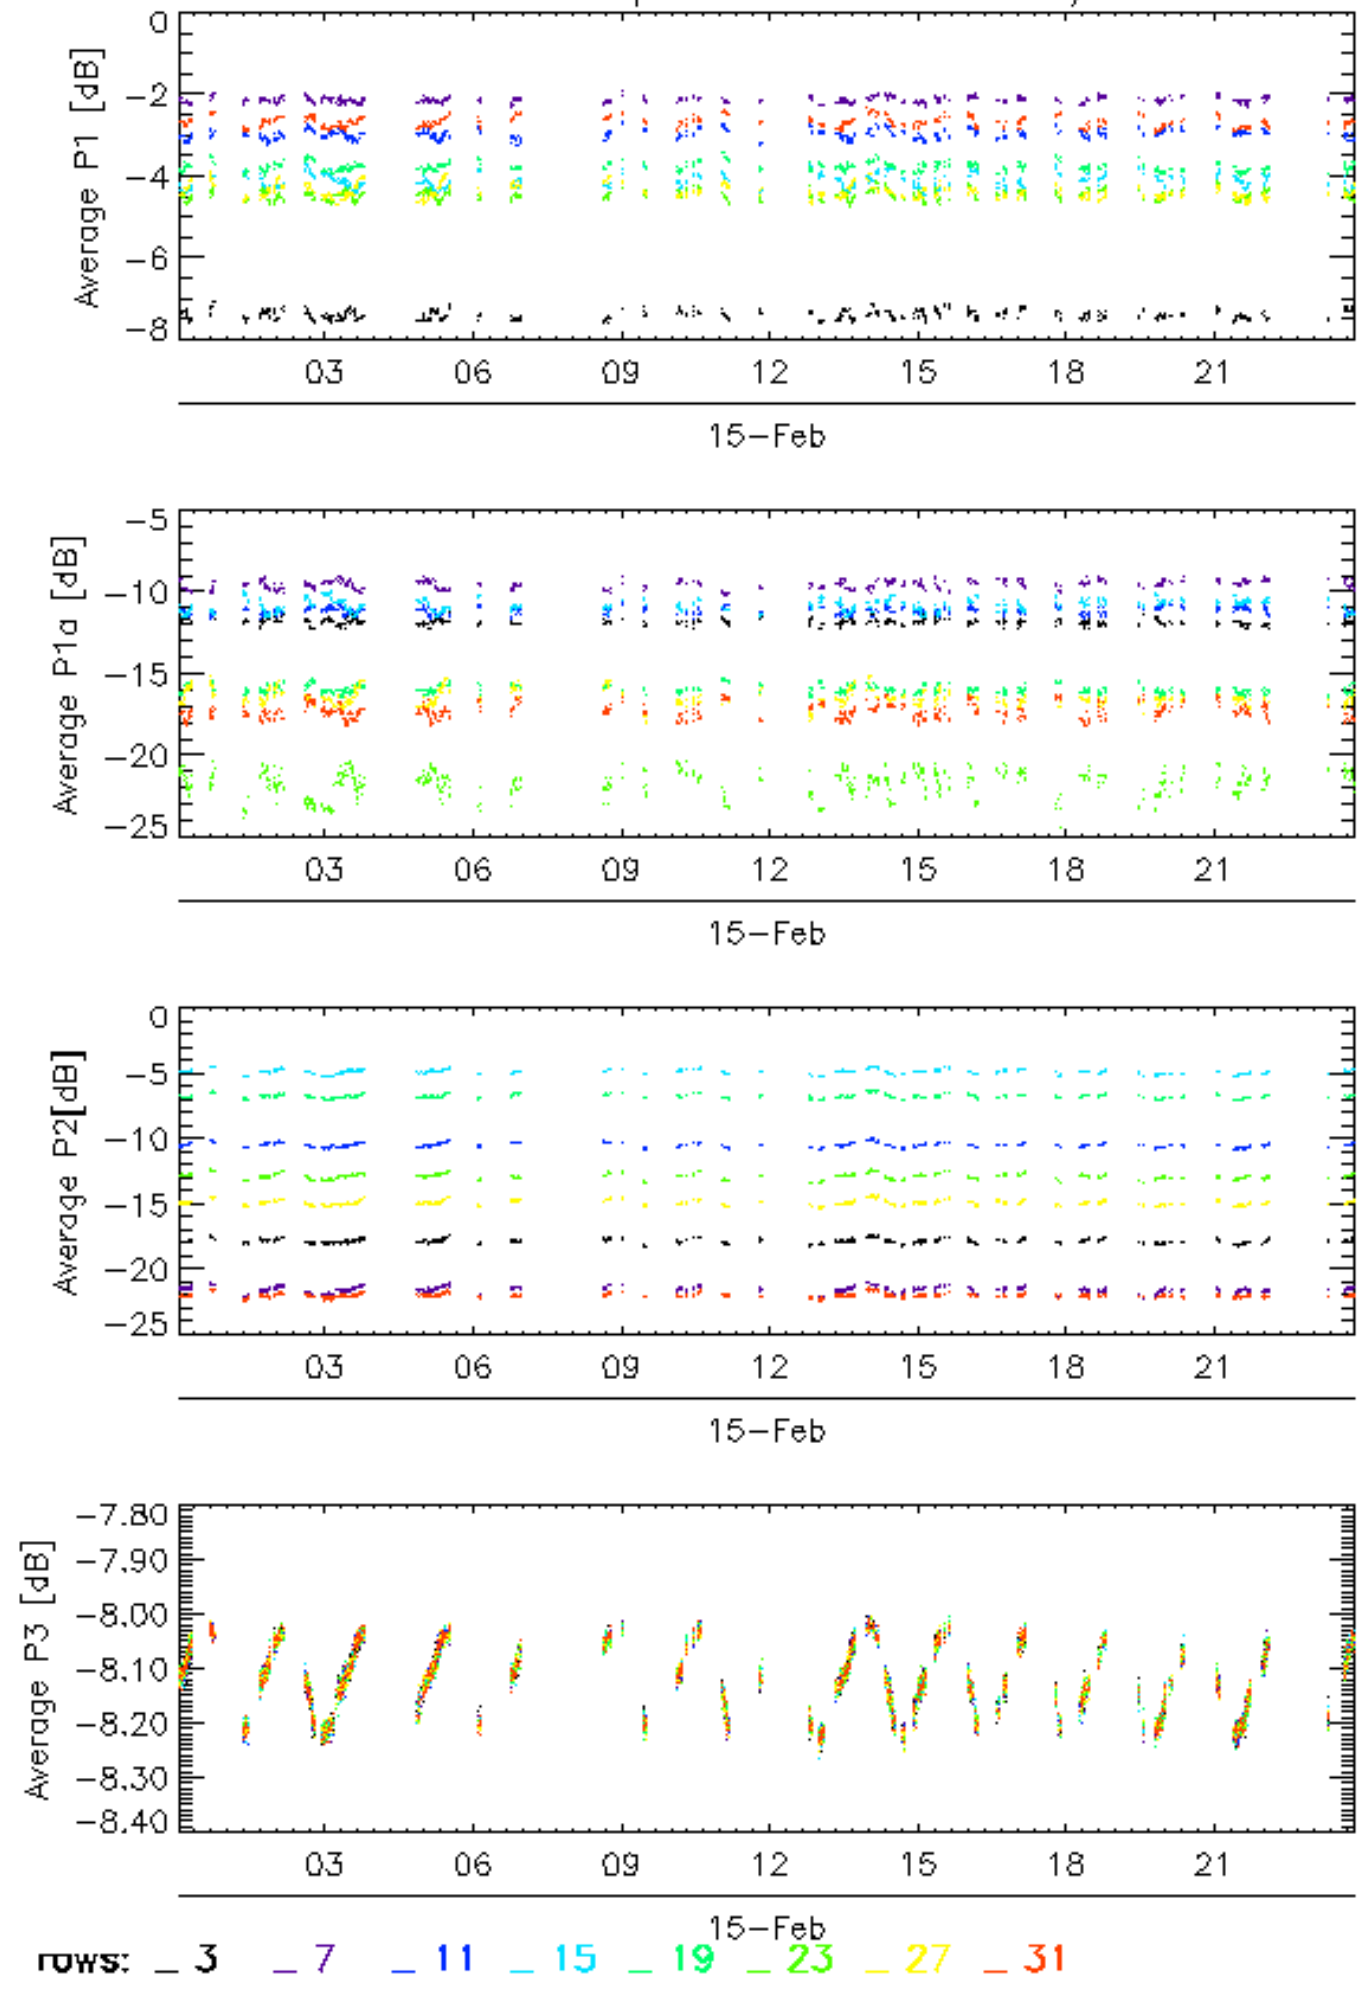 0
−2
−4
−6
−8
Average P1 [dB]
03 06 09 12 15 18 21
15−Feb
−5
−10
−15
−20
−25
Average P1a [dB]
03 06 09 12 15 18 21
15−Feb
0
−5
−10
−15
−20
−25
Average P2[dB]
03 06 09 12 15 18 21
15−Feb
−7.80
−7.90
−8.00
−8.10
−8.20
−8.30
−8.40
Average P3 [dB]
03 06 09 12 15 18 21
15−Feb
rows: _ 3 _ 7 _ 11 _ 15 _ 19 _ 23 _ 27 _ 31